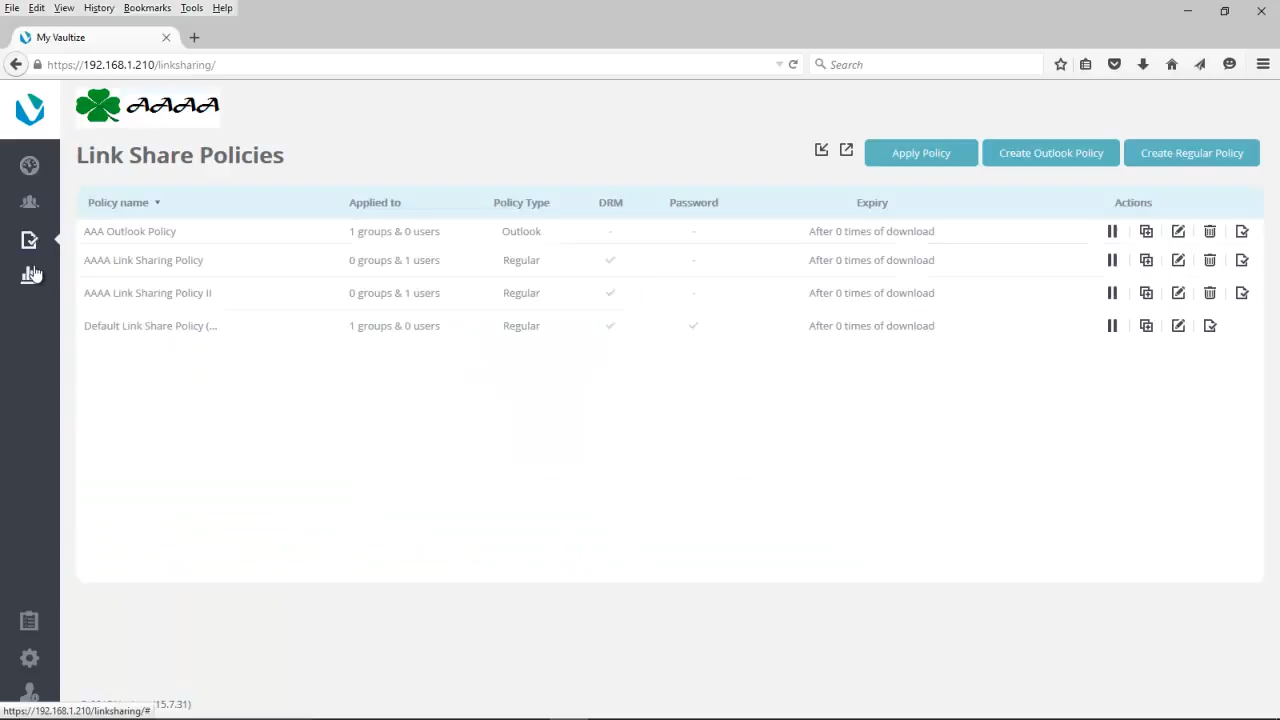 File Edit View History Bookmarks Tools Help
My Vaultize
https://192.168.1.210/linksharing/
Search
AAAA
Link Share Policies
Apply Policy
Create Outlook Policy
Create Regular Policy
Policy name Applied to Policy Type DRM Password Expiry Actions
AAA Outlook Policy 1 groups & 0 users Outlook - - After 0 times of download
AAAA Link Sharing Policy 0 groups & 1 users Regular - After 0 times of download
AAAA Link Sharing Policy II 0 groups & 1 users Regular - After 0 times of download
Default Link Share Policy (... 1 groups & 0 users Regular After 0 times of download
(15.7.31)
https://192.168.1.210/linksharing/#